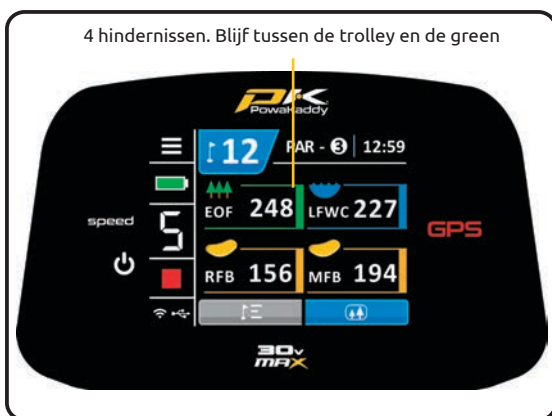 4 hindernissen. Blijf tussen de trolley en de green
PK
PowaKaddy
12 PAR - 3 12:59
EOF 248 LFWC 227
speed 5 GPS
RFB 156 MFB 194
30v
MAX